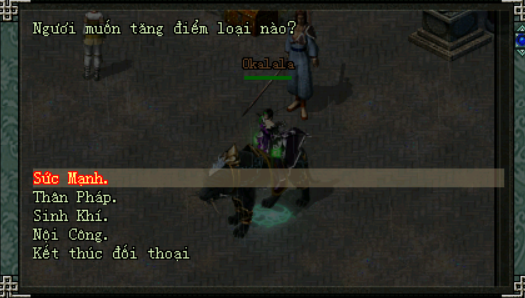 Ngươi muốn tăng điểm loại nào?
Okalala
Sức Mạnh.
Thân Pháp.
Sinh Khí.
Nội Công.
Kết thúc đối thoại